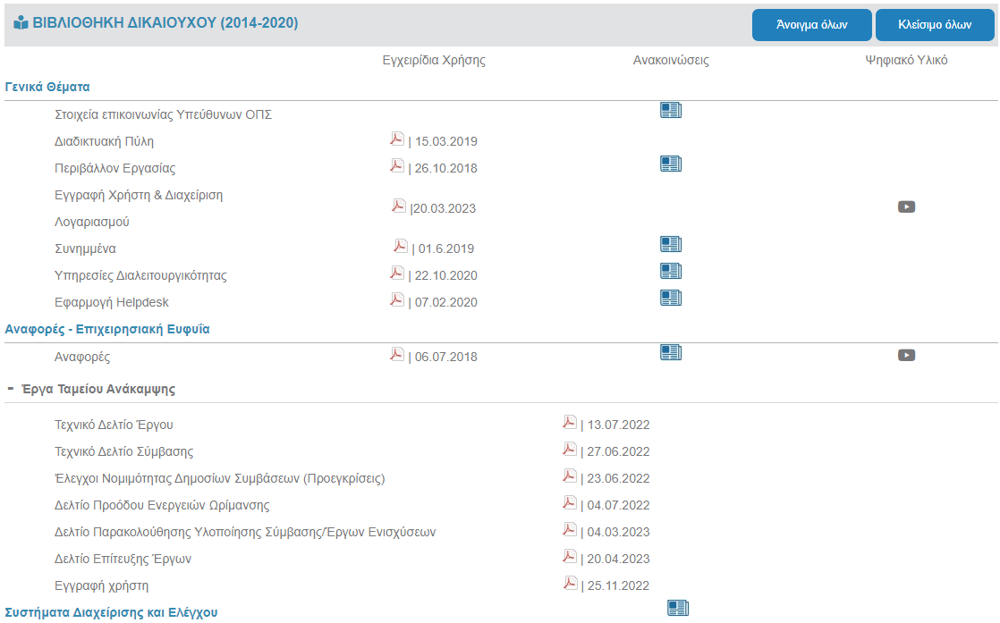 ΒΙΒΛΙΟΘΗΚΗ ΔΙΚΑΙΟΥΧΟΥ (2014-2020) Άνοιγμα όλων Κλείσιμο όλων
Εγχειρίδια Χρήσης Ανακοινώσεις Ψηφιακό Υλικό
Γενικά Θέματα
Στοιχεία επικοινωνίας Υπεύθυνων ΟΠΣ
Διαδικτυακή Πύλη | 15.03.2019
Περιβάλλον Εργασίας | 26.10.2018
Εγγραφή Χρήστη & Διαχείριση
Λογαριασμού |20.03.2023
Συνημμένα | 01.6.2019
Υπηρεσίες Διαλειτουργικότητας | 22.10.2020
Εφαρμογή Helpdesk | 07.02.2020
Αναφορές - Επιχειρησιακή Ευφυΐα
Αναφορές | 06.07.2018
- Έργα Ταμείου Ανάκαμψης
Τεχνικό Δελτίο Έργου | 13.07.2022
Τεχνικό Δελτίο Σύμβασης | 27.06.2022
Έλεγχοι Νομιμότητας Δημοσίων Συμβάσεων (Προεγκρίσεις) | 23.06.2022
Δελτίο Προόδου Ενεργειών Ωρίμανσης | 04.07.2022
Δελτίο Παρακολούθησης Υλοποίησης Σύμβασης/Έργων Ενισχύσεων | 04.03.2023
Δελτίο Επίτευξης Έργων | 20.04.2023
Εγγραφή χρήστη | 25.11.2022
Συστήματα Διαχείρισης και Ελέγχου